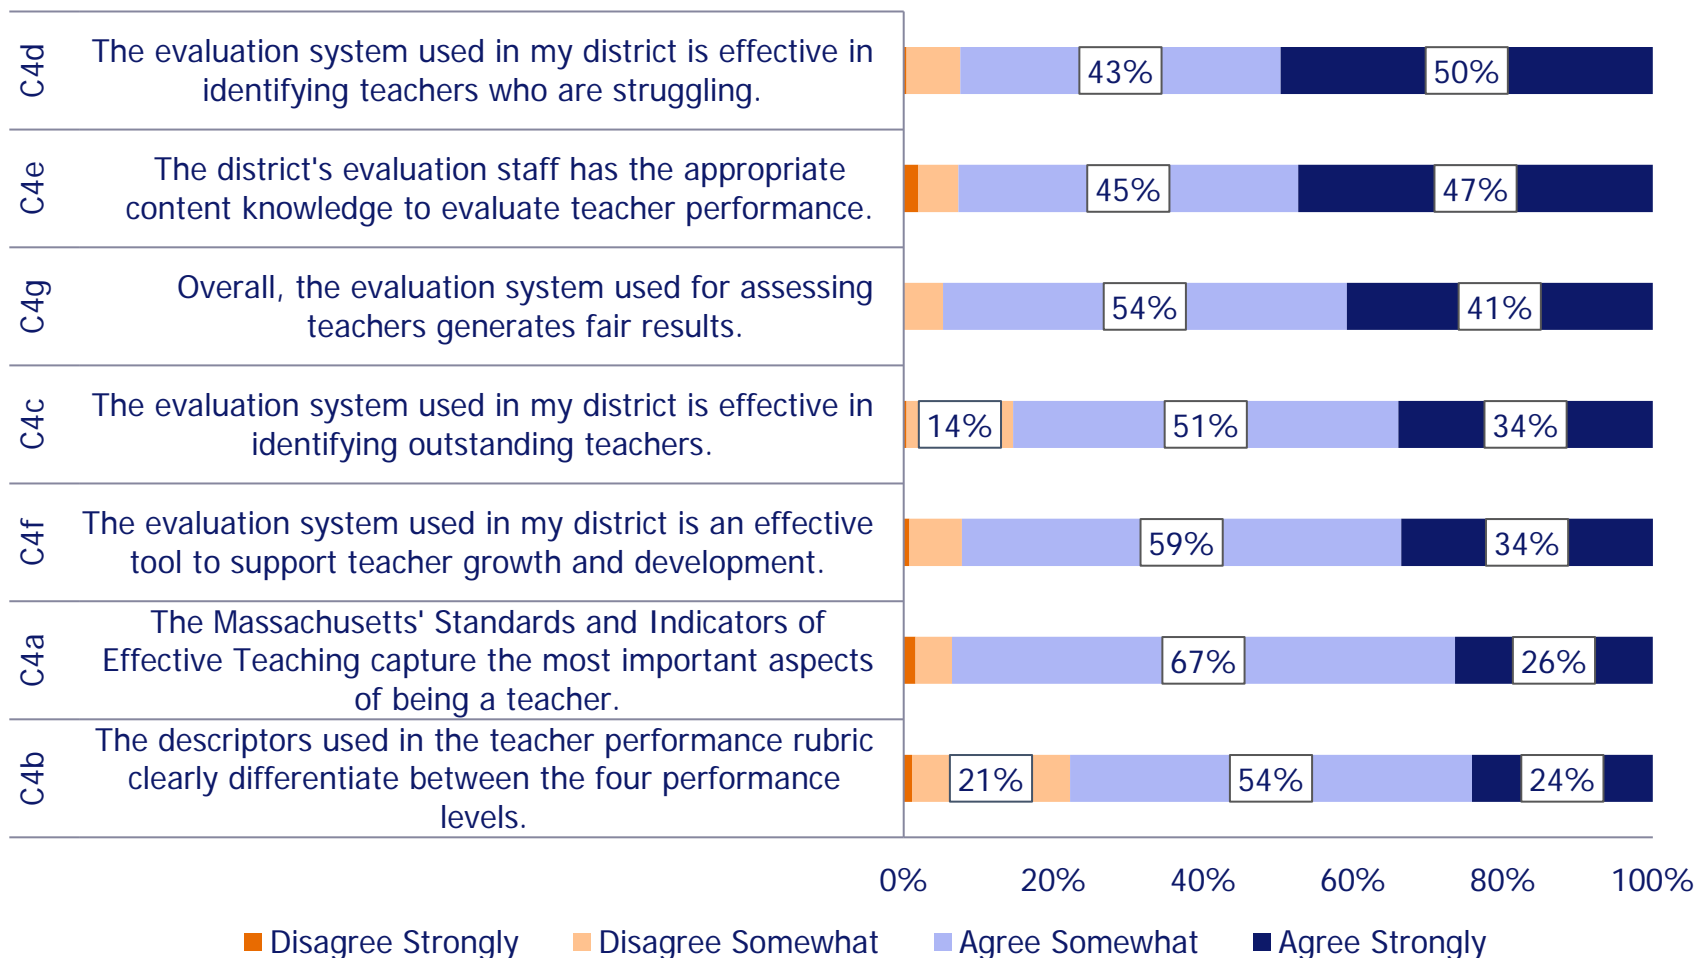 C4d
The evaluation system used in my district is effective in
identifying teachers who are struggling.
43%
50%
C4e
The district's evaluation staff has the appropriate
content knowledge to evaluate teacher performance.
45%
47%
C4g
Overall, the evaluation system used for assessing
teachers generates fair results.
54%
41%
C4c
The evaluation system used in my district is effective in
identifying outstanding teachers.
14%
51%
34%
C4f
The evaluation system used in my district is an effective
tool to support teacher growth and development.
59%
34%
C4a
The Massachusetts' Standards and Indicators of
Effective Teaching capture the most important aspects
of being a teacher.
67%
26%
C4b
The descriptors used in the teacher performance rubric
clearly differentiate between the four performance
levels.
21%
54%
24%
0% 20% 40% 60% 80% 100%
Disagree Strongly Disagree Somewhat Agree Somewhat Agree Strongly